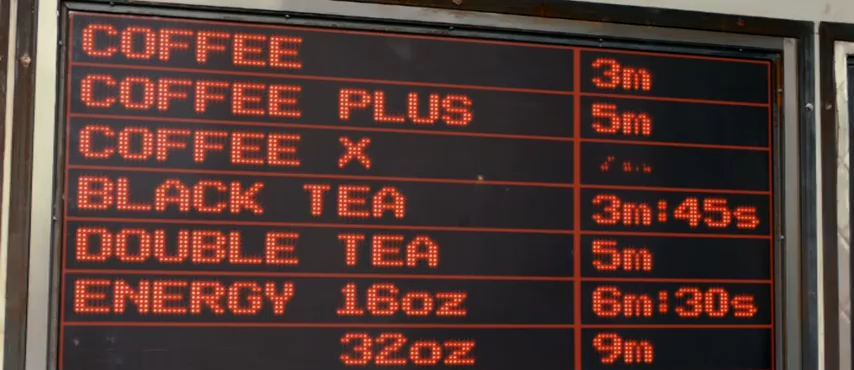 COFFEE 3m
COFFEE PLUS 5m
COFFEE X
BLACK TEA 3m:45s
DOUBLE TEA 5m
ENERGY 16oz 6m:30s
32oz 9m